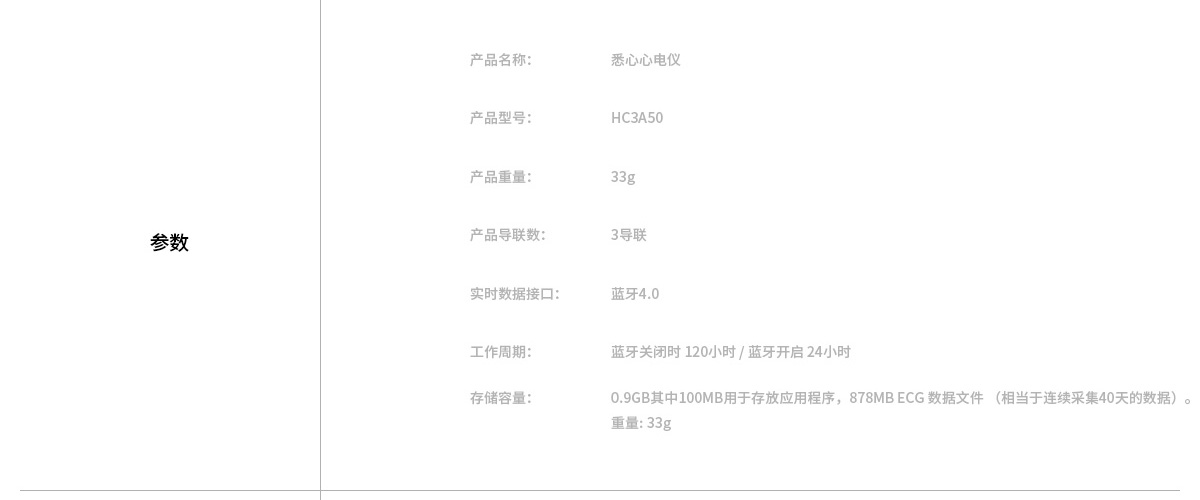 产品名称：
悉心心电仪
产品型号：
HC3A50
产品重量：
33g
参数
产品导联数：
3导联
实时数据接口：
蓝牙4.0
工作周期：
蓝牙关闭时 120小时 / 蓝牙开启 24小时
存储容量：
0.9GB其中100MB用于存放应用程序，878MB ECG 数据文件 （相当于连续采集40天的数据）。
重量: 33g